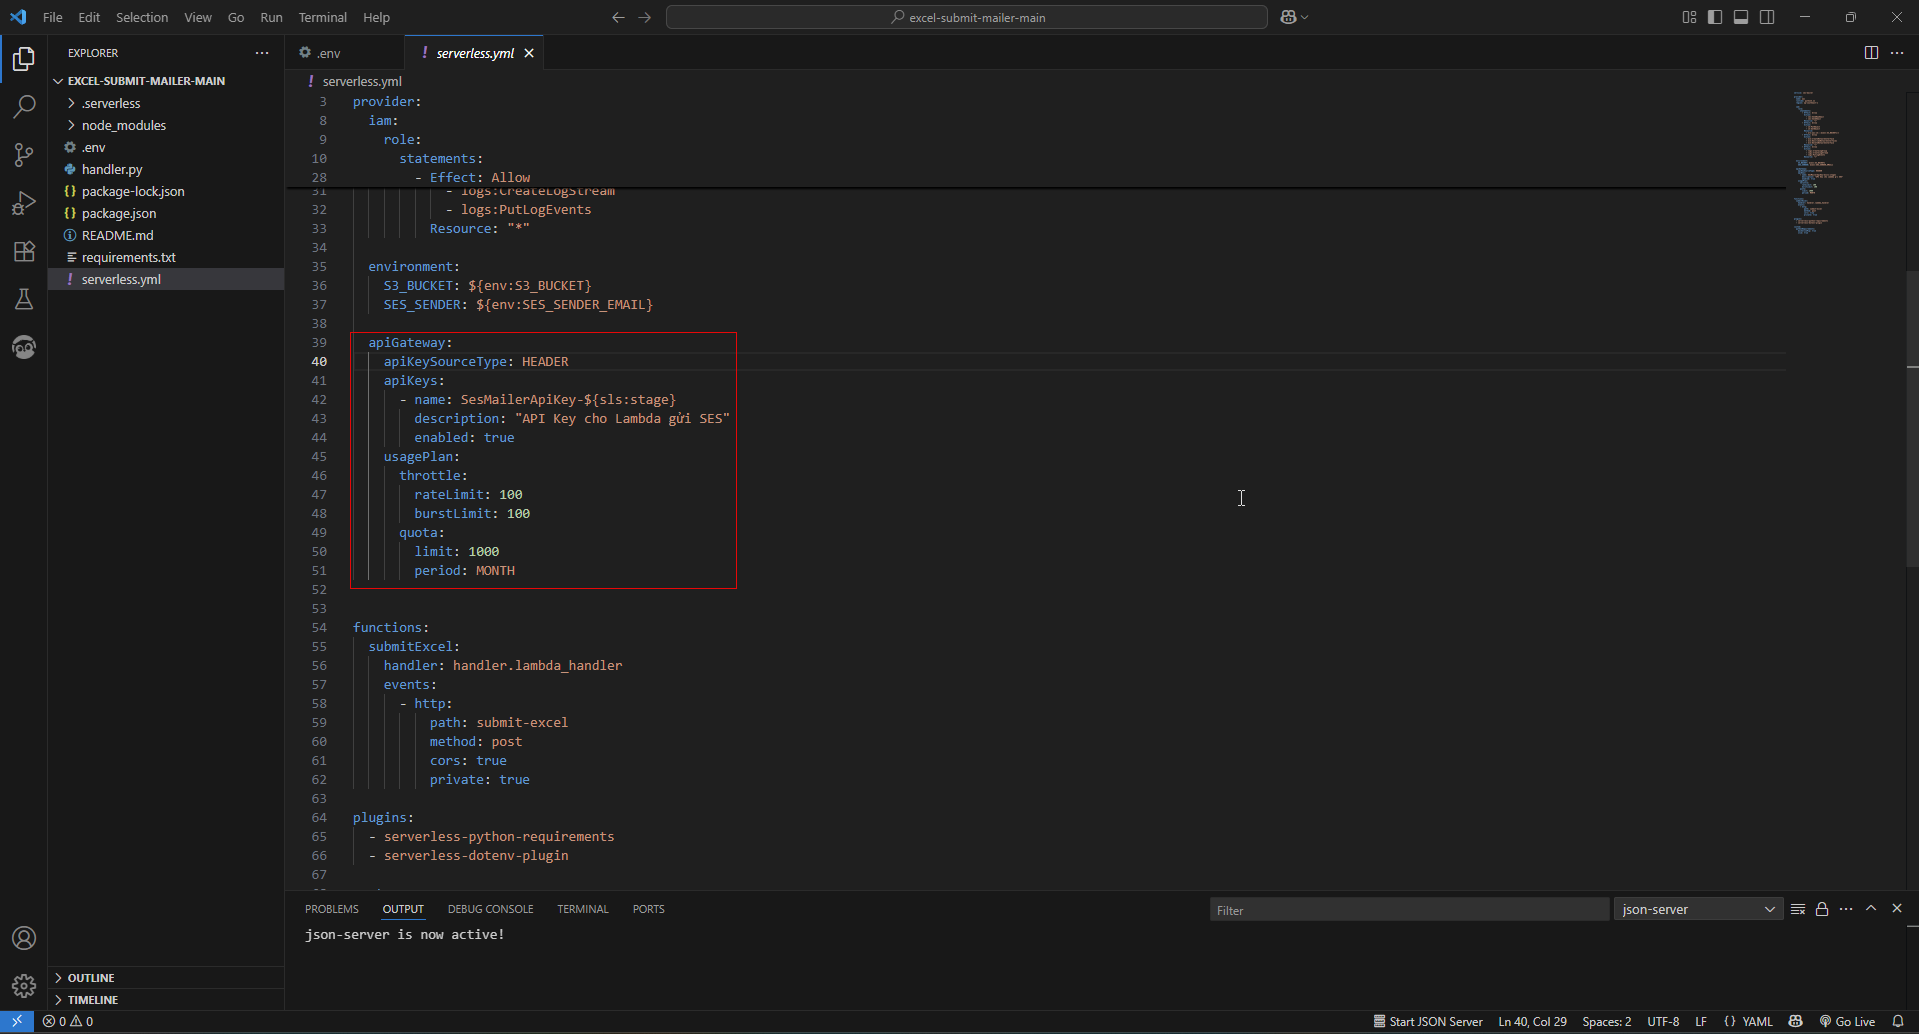 File Edit Selection View Go Run Terminal Help
excel-submit-mailer-main
EXPLORER
EXCEL-SUBMIT-MAILER-MAIN
.serverless
node_modules
.env
handler.py
package-lock.json
package.json
README.md
requirements.txt
serverless.yml
OUTLINE
TIMELINE
.env
serverless.yml
serverless.yml
3 provider:
8 iam:
9 role:
10 statements:
28 - Effect: Allow
31 - logs:CreateLogStream
32 - logs:PutLogEvents
33 Resource: "*"
34
35 environment:
36 S3_BUCKET: ${env:S3_BUCKET}
37 SES_SENDER: ${env:SES_SENDER_EMAIL}
38
39 apiGateway:
40 apiKeySourceType: HEADER
41 apiKeys:
42 - name: SesMailerApiKey-${sls:stage}
43 description: "API Key cho Lambda gửi SES"
44 enabled: true
45 usagePlan:
46 throttle:
47 rateLimit: 100
48 burstLimit: 100
49 quota:
50 limit: 1000
51 period: MONTH
52
53
54 functions:
55 submitExcel:
56 handler: handler.lambda_handler
57 events:
58 - http:
59 path: submit-excel
60 method: post
61 cors: true
62 private: true
63
64 plugins:
65 - serverless-python-requirements
66 - serverless-dotenv-plugin
67
PROBLEMS OUTPUT DEBUG CONSOLE TERMINAL PORTS
Filter
json-server
json-server is now active!
0 0
Start JSON Server Ln 40, Col 29 Spaces: 2 UTF-8 LF {} YAML Go Live